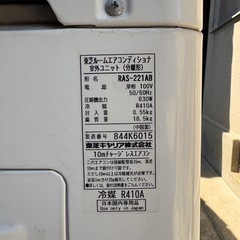 東芝ルームエアコンディショナ
室外ユニット (分離形)
形名 RAS-221AB
電源 単相 100V
50/60Hz
圧縮機出力 630W
冷媒 R410A
封入量 0.55kg
質量 18.5kg
(中国製)
製造番号 844K6015
東芝キヤリア株式会社
10mチャージレスエアコン
冷媒 R410A
日本国内専用品
Use only in Japan